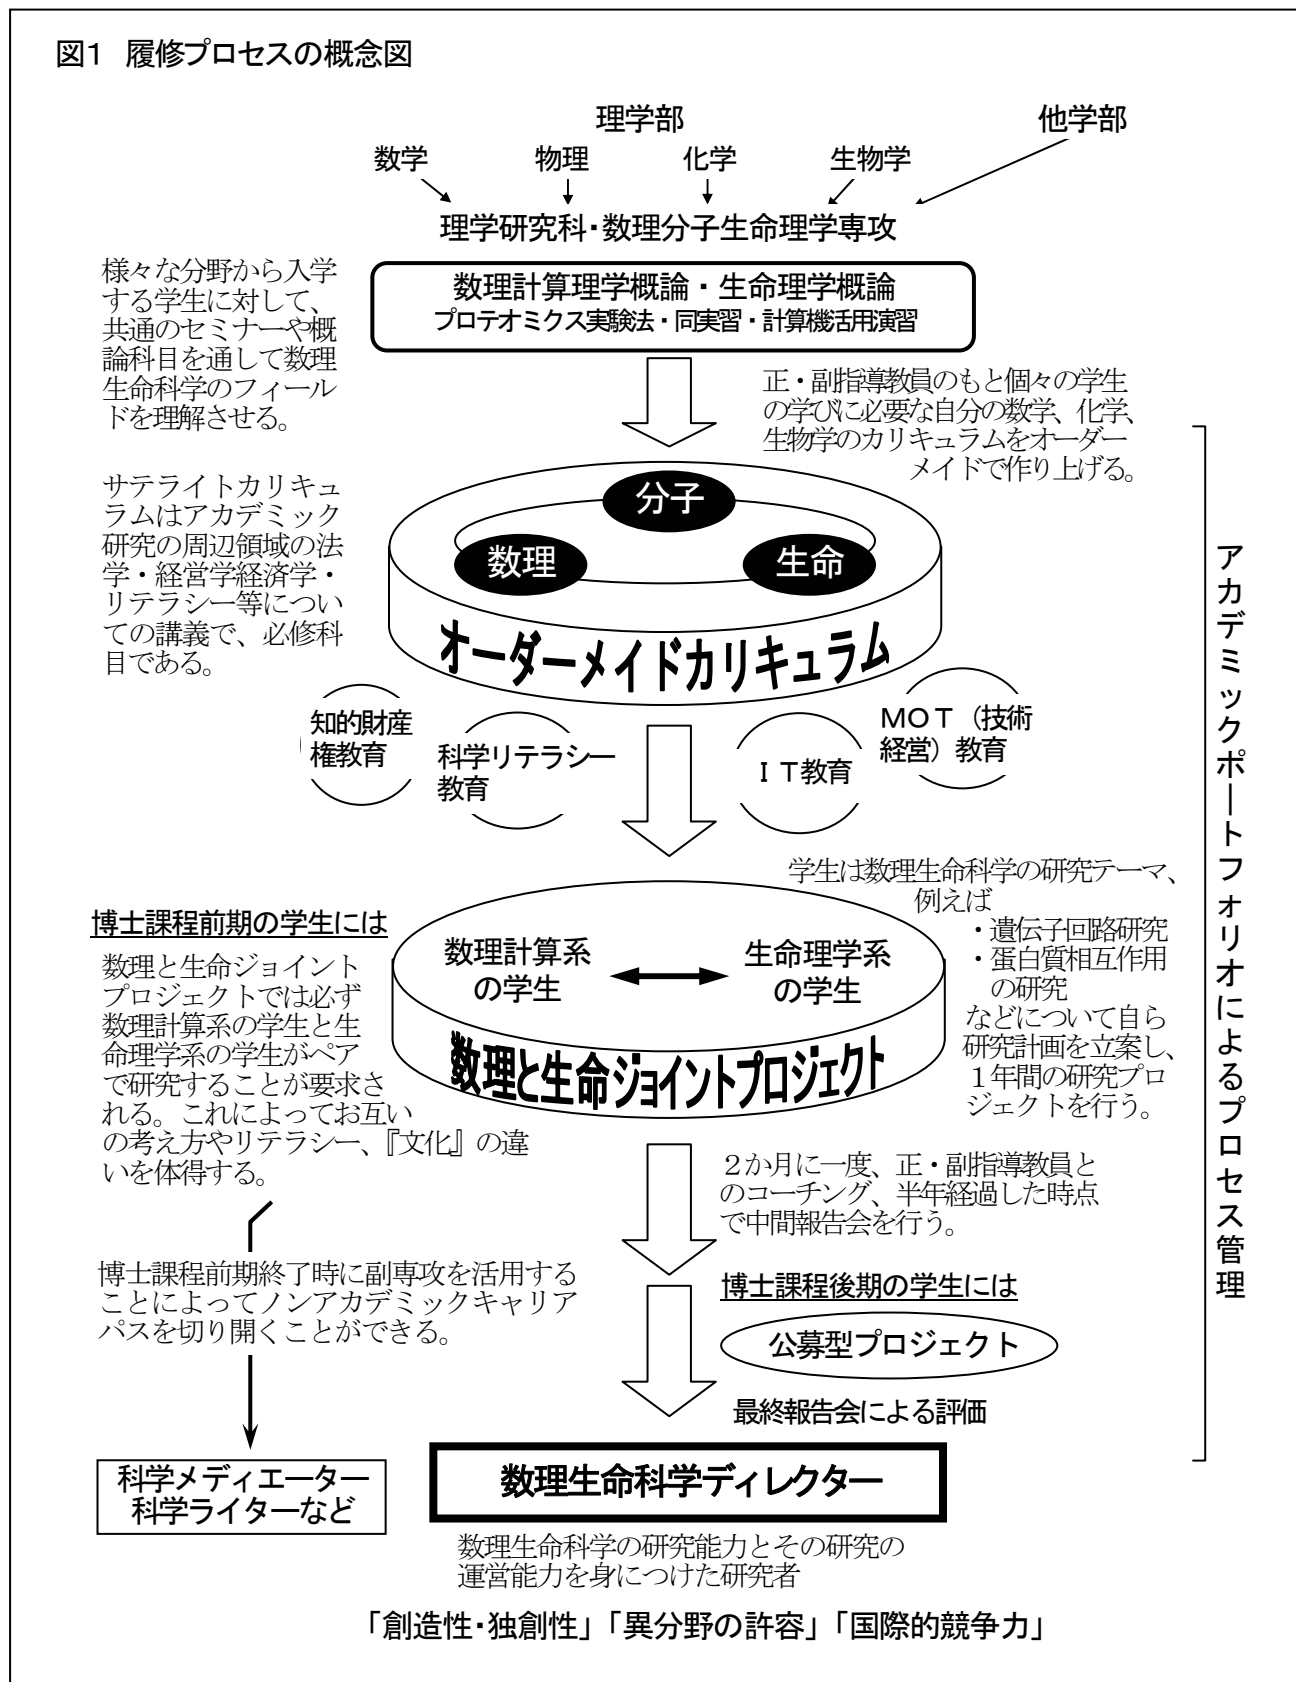 図1 履修プロセスの概念図
理学部
他学部
数学
物理
化学
生物学
理学研究科・数理分子生命理学専攻
様々な分野から入学
する学生に対して、
共通のセミナーや概
論科目を通して数理
生命科学のフィール
ドを理解させる。
数理計算理学概論・生命理学概論
プロテオミクス実験法・同実習・計算機活用演習
正・副指導教員のもと個々の学生
の学びに必要な自分の数学、化学、
生物学のカリキュラムをオーダー
メイドで作り上げる。
サテライトカリキュ
ラムはアカデミック
研究の周辺領域の法
学・経営学経済学・
リテラシー等につい
ての講義で、必修科
目である。
分子
数理
生命
オーダーメイドカリキュラム
知的財産
権教育
科学リテラシー
教育
ＩＴ教育
ＭＯＴ（技術
経営）教育
アカデミックポートフォリオによるプロセス管理
学生は数理生命科学の研究テーマ、
例えば
・遺伝子回路研究
・蛋白質相互作用
の研究
などについて自ら
研究計画を立案し、
１年間の研究プロ
ジェクトを行う。
博士課程前期の学生には
数理と生命ジョイント
プロジェクトでは必ず
数理計算系の学生と生
命理学系の学生がペア
で研究することが要求さ
れる。これによってお互い
の考え方やリテラシー、『文化』の違
いを体得する。
数理計算系
の学生
生命理学系
の学生
数理と生命ジョイントプロジェクト
２か月に一度、正・副指導教員と
のコーチング、半年経過した時点
で中間報告会を行う。
博士課程前期終了時に副専攻を活用する
ことによってノンアカデミックキャリア
パスを切り開くことができる。
博士課程後期の学生には
公募型プロジェクト
最終報告会による評価
科学メディエーター
科学ライターなど
数理生命科学ディレクター
数理生命科学の研究能力とその研究の
運営能力を身につけた研究者
「創造性・独創性」「異分野の許容」「国際的競争力」